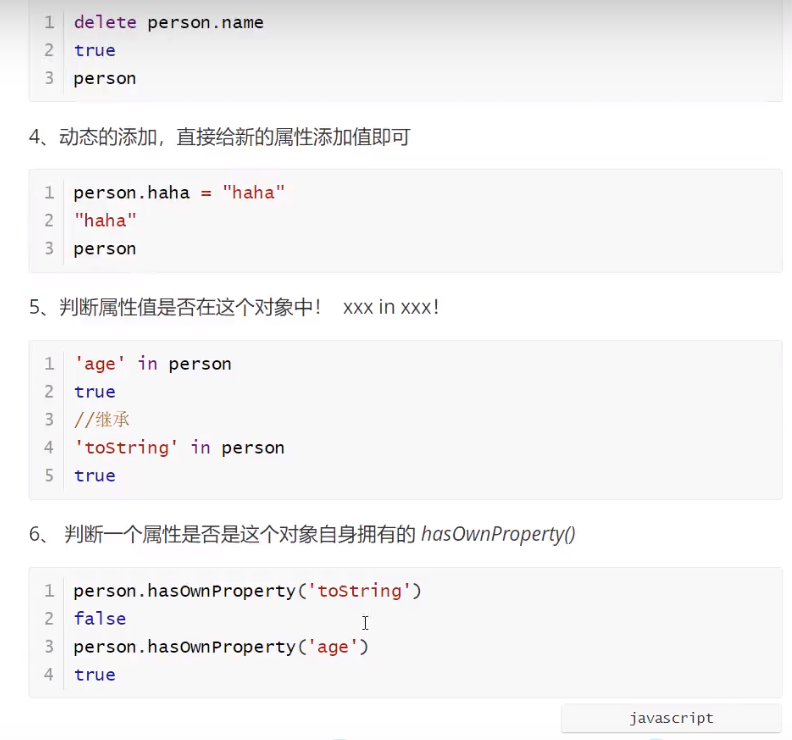 1 delete person.name
2 true
3 person
4、动态的添加，直接给新的属性添加值即可
1 person.haha = "haha"
2 "haha"
3 person
5、判断属性值是否在这个对象中！ xxx in xxx！
1 'age' in person
2 true
3 //继承
4 'toString' in person
5 true
6、 判断一个属性是否是这个对象自身拥有的 hasOwnProperty()
1 person.hasOwnProperty('toString')
2 false
3 person.hasOwnProperty('age')
4 true
javascript